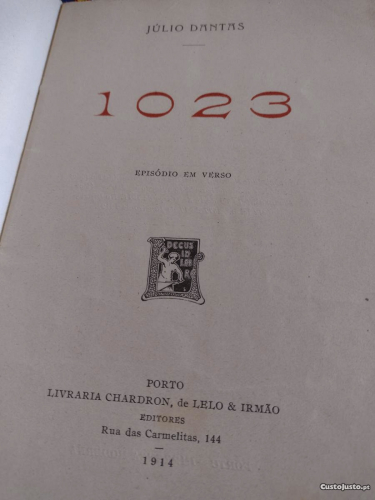 JÚLIO DANTAS
1023
EPISÓDIO EM VERSO
DECUS
IN
LABO
R
PORTO
LIVRARIA CHARDRON, de LELO & IRMÃO
EDITORES
Rua das Carmelitas, 144
1914
CustoJusto.pt